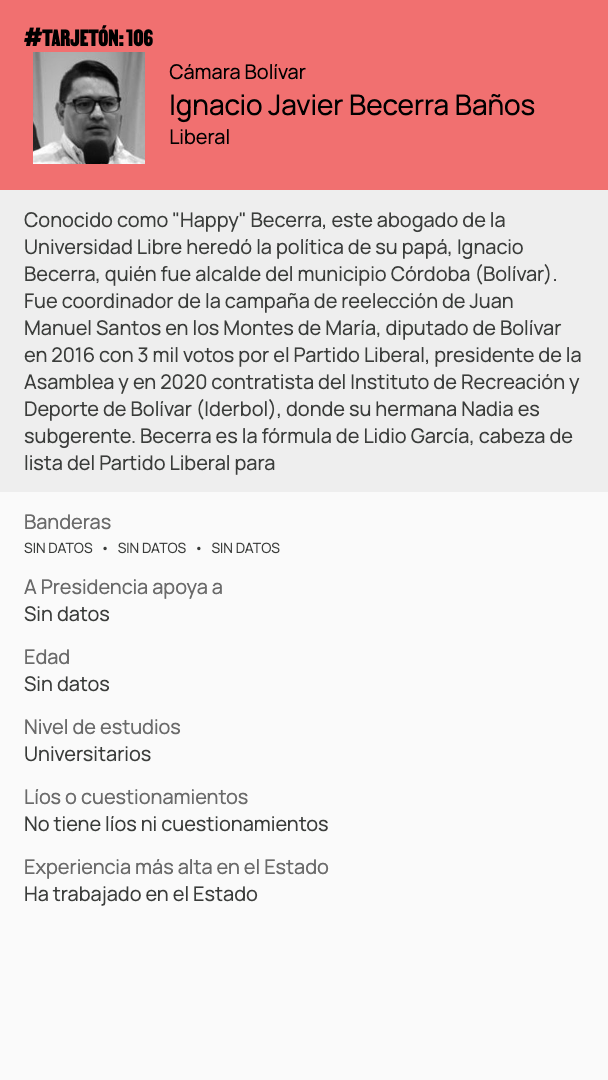 #TARJETÓN: 106
Cámara Bolívar
Ignacio Javier Becerra Baños
Liberal
Conocido como "Happy" Becerra, este abogado de la
Universidad Libre heredó la política de su papá, Ignacio
Becerra, quién fue alcalde del municipio Córdoba (Bolívar).
Fue coordinador de la campaña de reelección de Juan
Manuel Santos en los Montes de María, diputado de Bolívar
en 2016 con 3 mil votos por el Partido Liberal, presidente de la
Asamblea y en 2020 contratista del Instituto de Recreación y
Deporte de Bolívar (Iderbol), donde su hermana Nadia es
subgerente. Becerra es la fórmula de Lidio García, cabeza de
lista del Partido Liberal para
Banderas
SIN DATOS • SIN DATOS • SIN DATOS
A Presidencia apoya a
Sin datos
Edad
Sin datos
Nivel de estudios
Universitarios
Líos o cuestionamientos
No tiene líos ni cuestionamientos
Experiencia más alta en el Estado
Ha trabajado en el Estado